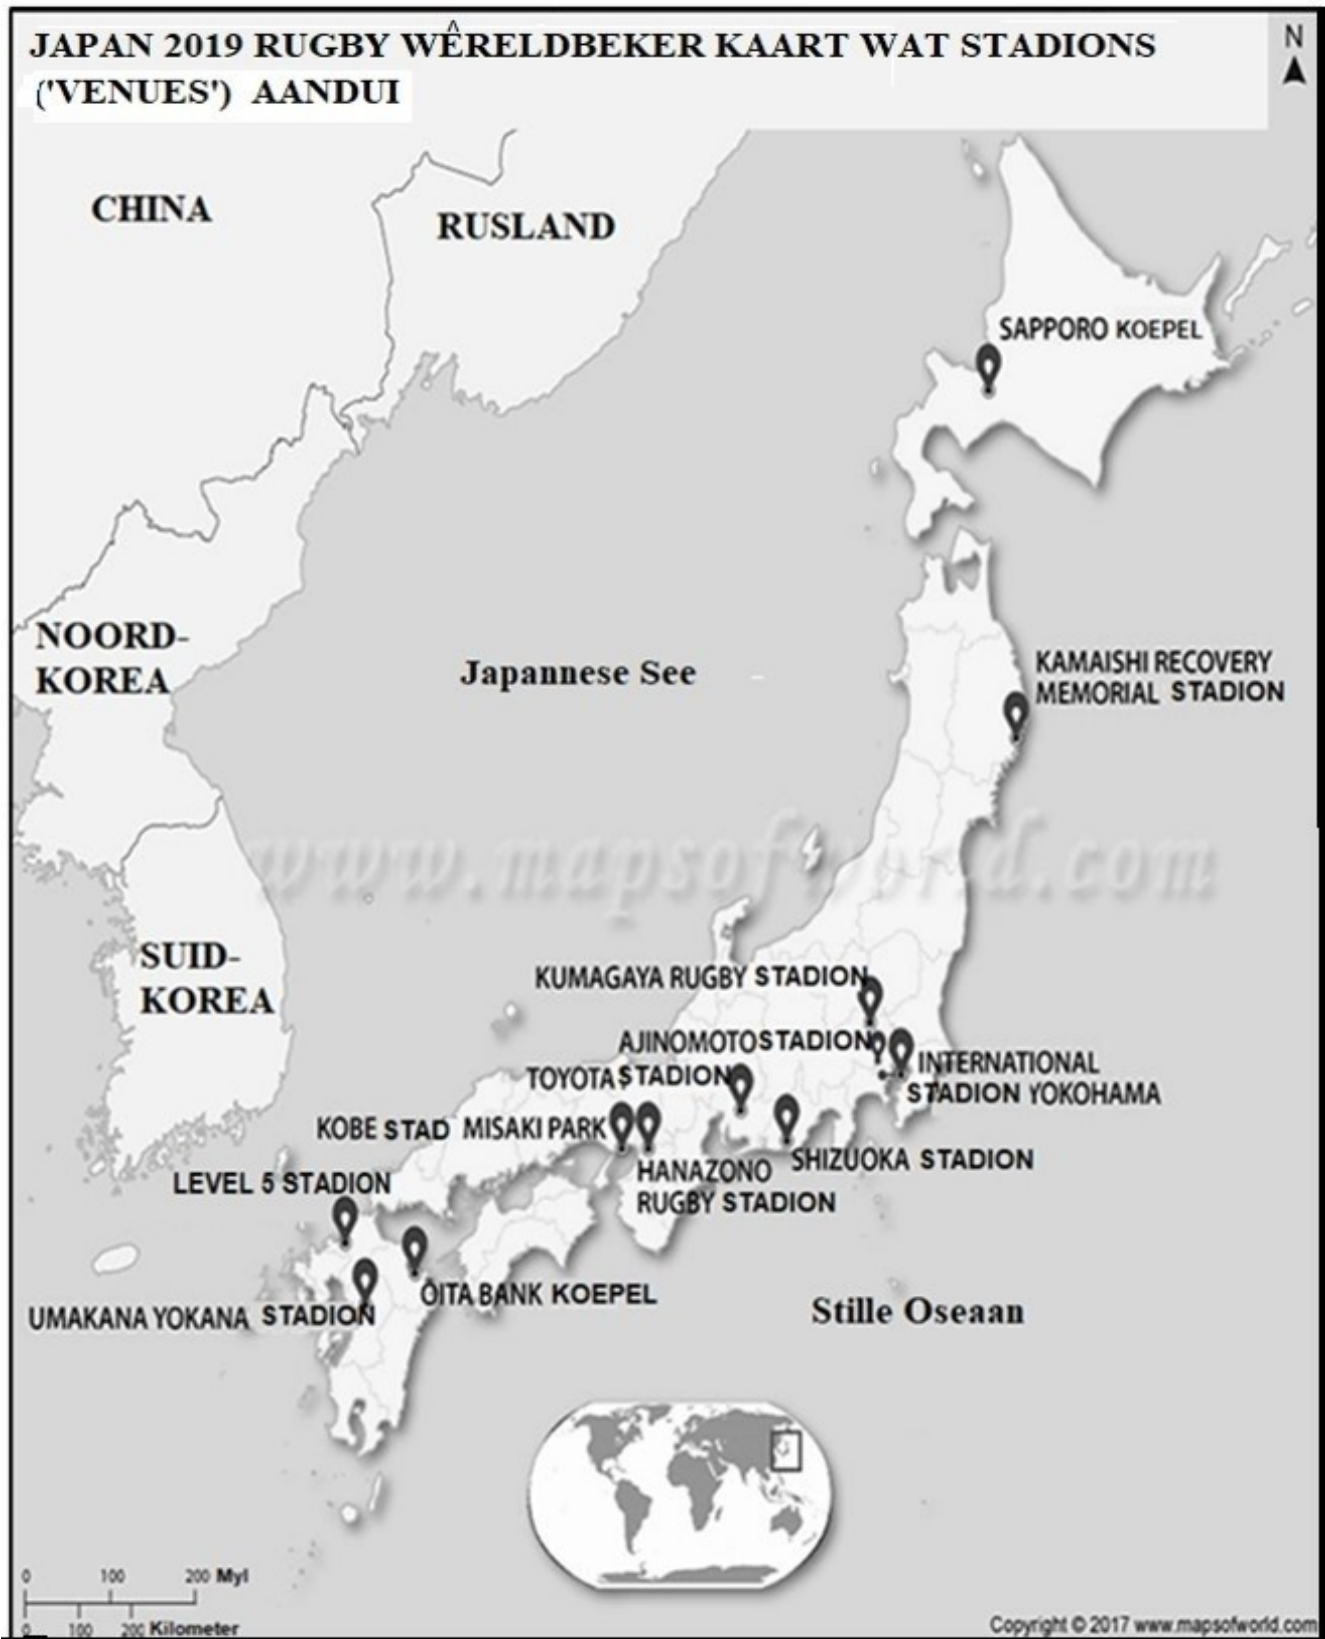 JAPAN 2019 RUGBY WÊRELDBEKER KAART WAT STADIONS
('VENUES') AANDUI
N
CHINA
RUSLAND
SAPPORO KOEPEL
NOORD-
KOREA
Japannese See
KAMAISHI RECOVERY
MEMORIAL STADION
www.mapsofworld.com
SUID-
KOREA
KUMAGAYA RUGBY STADION
AJINOMOTO STADION
INTERNATIONAL
STADION YOKOHAMA
TOYOTA STADION
KOBE STAD MISAKI PARK
HANAZONO
RUGBY STADION
SHIZUOKA STADION
LEVEL 5 STADION
OITA BANK KOEPEL
UMAKANA YOKANA STADION
Stille Oseaan
0 100 200 Myl
0 100 200 Kilometer
Copyright © 2017 www.mapsofworld.com